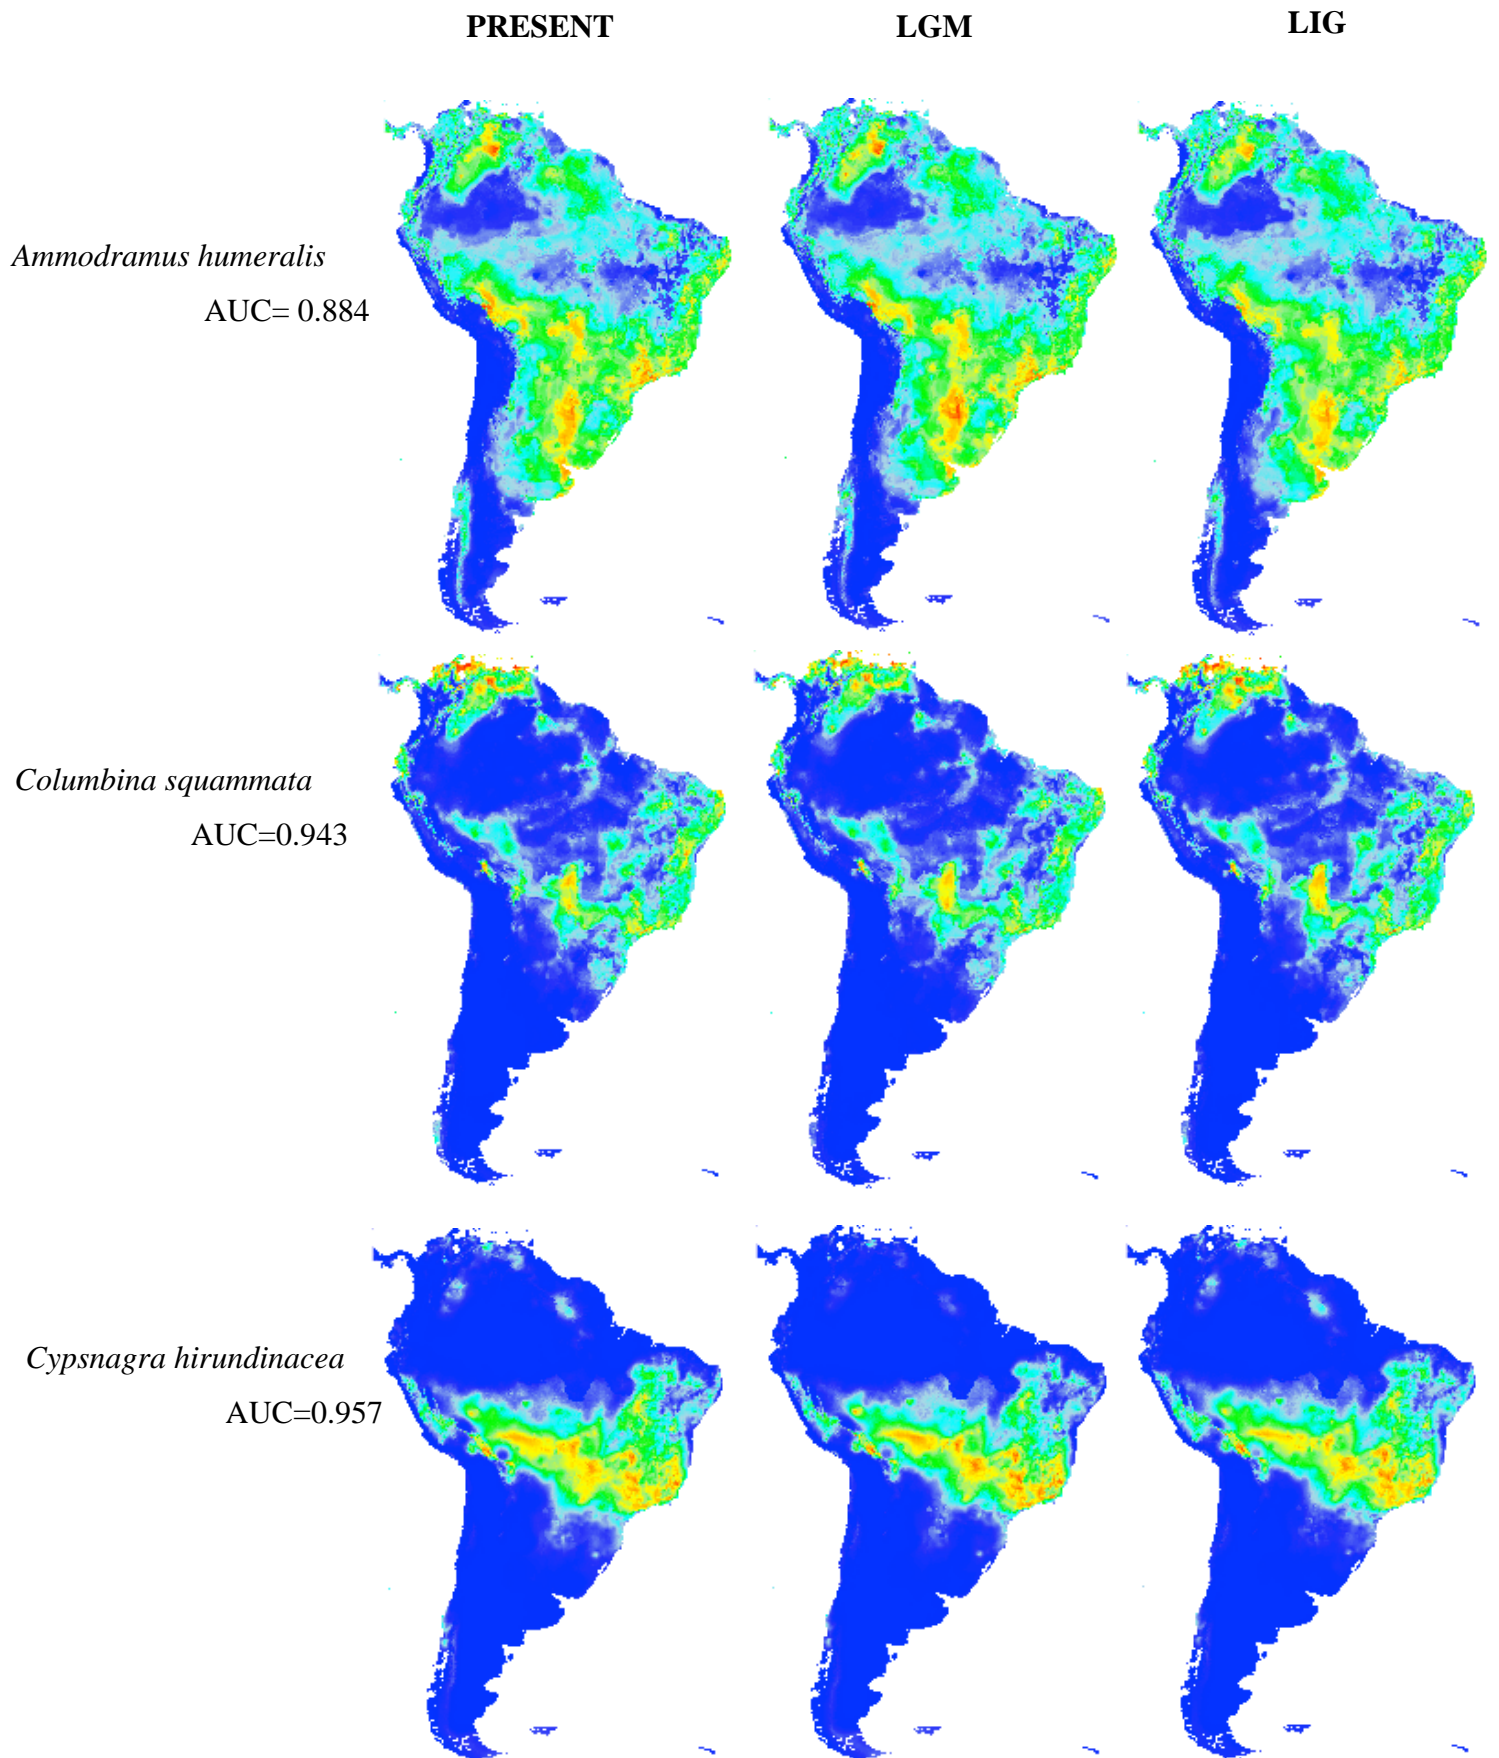 PRESENT LGM LIG
Ammodramus humeralis
AUC= 0.884
Columbina squammata
AUC=0.943
Cypsnagra hirundinacea
AUC=0.957